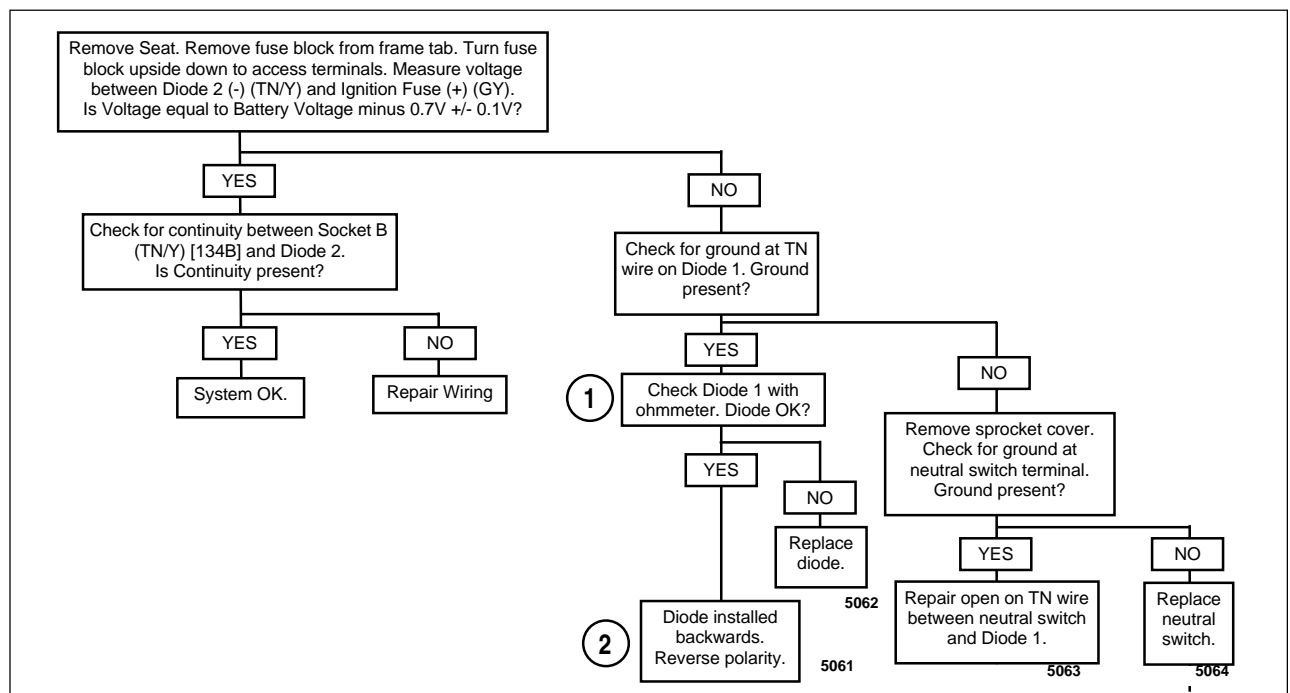 Remove Seat. Remove fuse block from frame tab. Turn fuse
block upside down to access terminals. Measure voltage
between Diode 2 (-) (TN/Y) and Ignition Fuse (+) (GY).
Is Voltage equal to Battery Voltage minus 0.7V +/- 0.1V?
YES
NO
Check for continuity between Socket B
(TN/Y) [134B] and Diode 2.
Is Continuity present?
Check for ground at TN
wire on Diode 1. Ground
present?
YES
NO
System OK.
Repair Wiring
YES
NO
1
Check Diode 1 with
ohmmeter. Diode OK?
Remove sprocket cover.
Check for ground at
neutral switch terminal.
Ground present?
YES
NO
Replace
diode.
5062
YES
NO
Diode installed
backwards.
Reverse polarity.
2
5061
Repair open on TN wire
between neutral switch
and Diode 1.
5063
Replace
neutral
switch.
5064